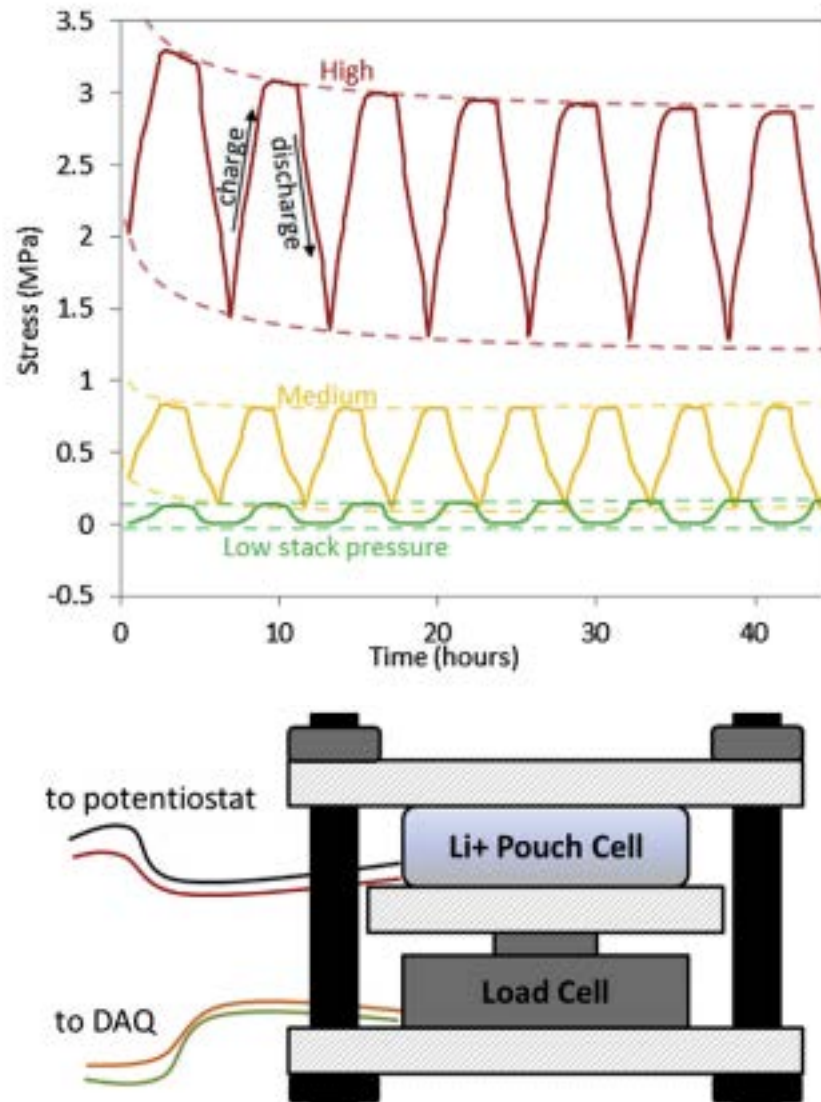 3.5
High
3
charge
discharge
2.5
2
Stress (MPa)
1.5
1
Medium
0.5
0
Low stack pressure
-0.5
0 10 20 30 40
Time (hours)
to potentiostat
Li+ Pouch Cell
Load Cell
to DAQ